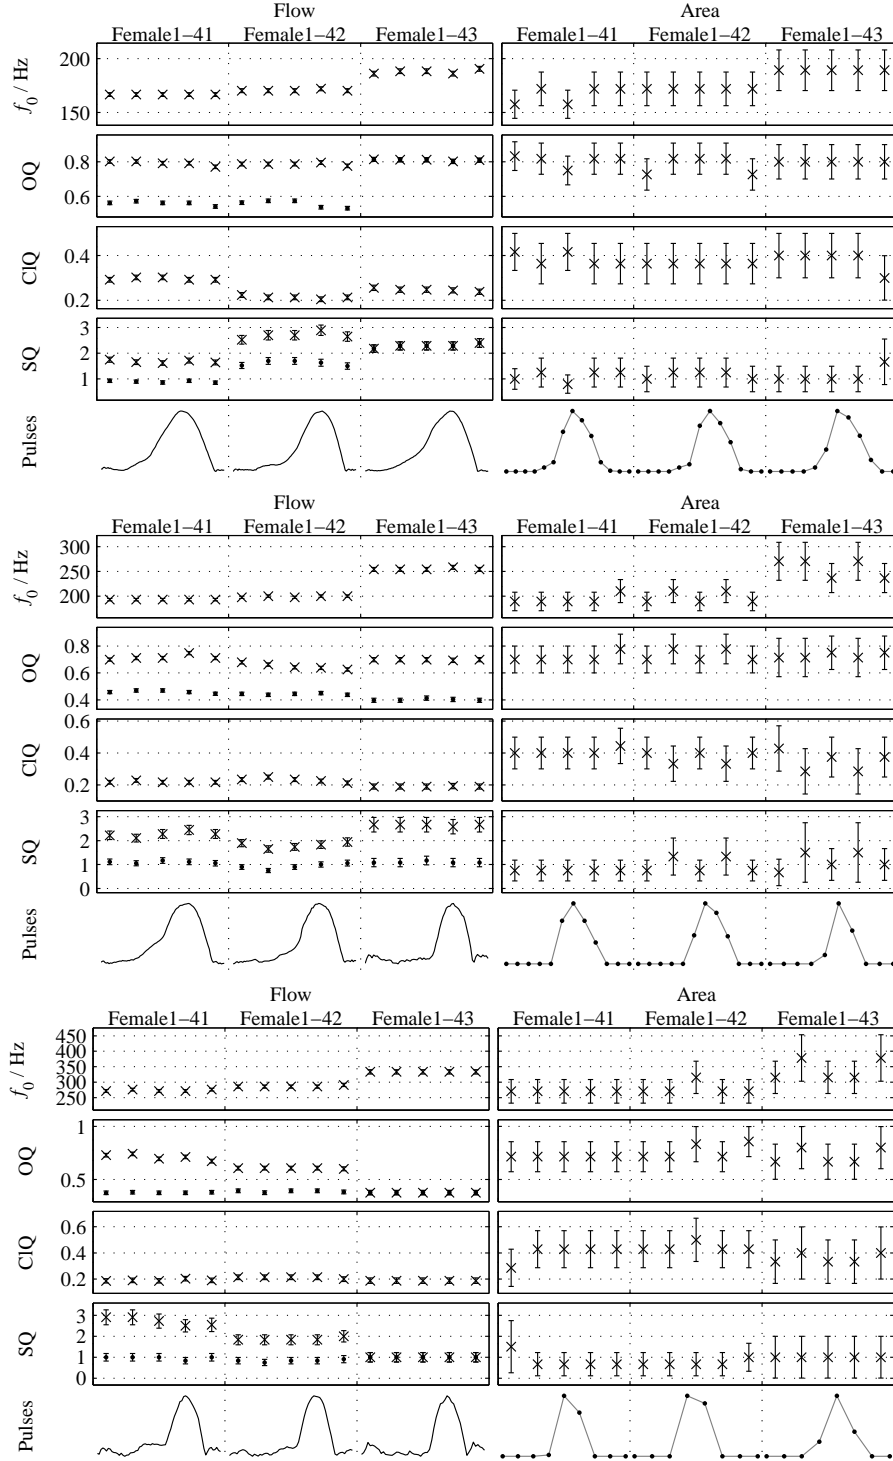 Flow Area
Female1−41 Female1−42 Female1−43 Female1−41 Female1−42 Female1−43
f0 / Hz
200
150
OQ
0.8
0.6
ClQ
0.4
0.2
SQ
3
2
1
Pulses
Flow Area
Female1−41 Female1−42 Female1−43 Female1−41 Female1−42 Female1−43
f0 / Hz
300
250
200
OQ
0.8
0.6
0.4
ClQ
0.6
0.4
0.2
SQ
3
2
1
0
Pulses
Flow Area
Female1−41 Female1−42 Female1−43 Female1−41 Female1−42 Female1−43
f0 / Hz
450
400
350
300
250
OQ
1
0.5
ClQ
0.6
0.4
0.2
SQ
3
2
1
0
Pulses